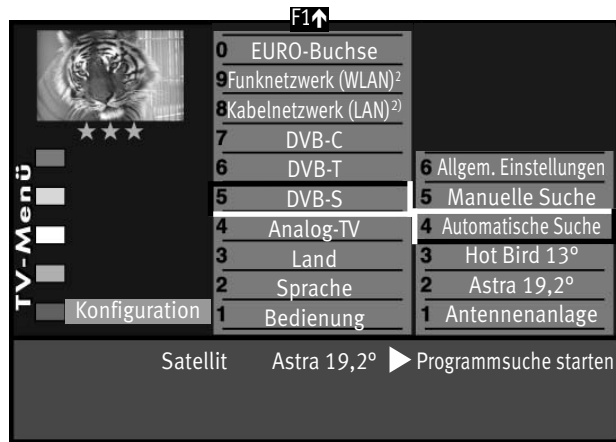 F1↑
0 EURO-Buchse
9 Funknetzwerk (WLAN)²
8 Kabelnetzwerk (LAN)²⁾
7 DVB-C
6 DVB-T
5 DVB-S
4 Analog-TV
3 Land
2 Sprache
1 Bedienung
TV-Menü
Konfiguration
6 Allgem. Einstellungen
5 Manuelle Suche
4 Automatische Suche
3 Hot Bird 13°
2 Astra 19,2°
1 Antennenanlage
Satellit Astra 19,2° ▶ Programmsuche starten